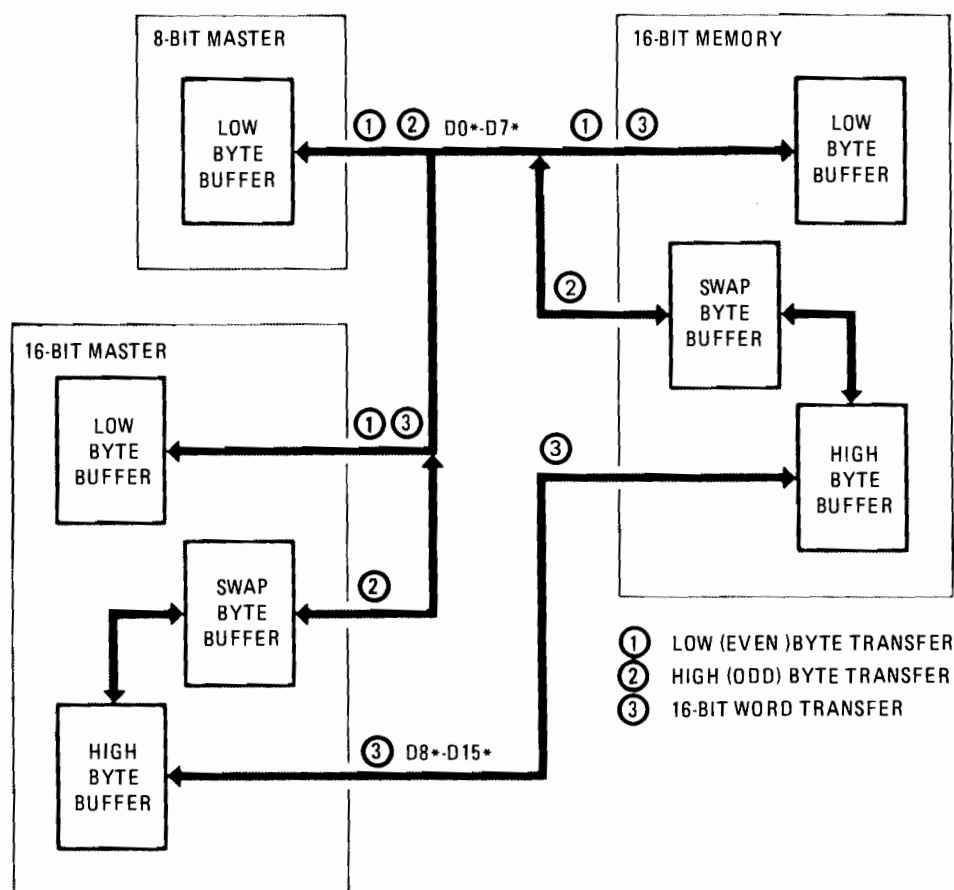 8-BIT MASTER
LOW
BYTE
BUFFER
① ② D0*-D7* ① ③
16-BIT MEMORY
LOW
BYTE
BUFFER
②
SWAP
BYTE
BUFFER
HIGH
BYTE
BUFFER
③
16-BIT MASTER
LOW
BYTE
BUFFER
① ③
SWAP
BYTE
BUFFER
②
HIGH
BYTE
BUFFER
③ D8*-D15*
① LOW (EVEN )BYTE TRANSFER
② HIGH (ODD) BYTE TRANSFER
③ 16-BIT WORD TRANSFER